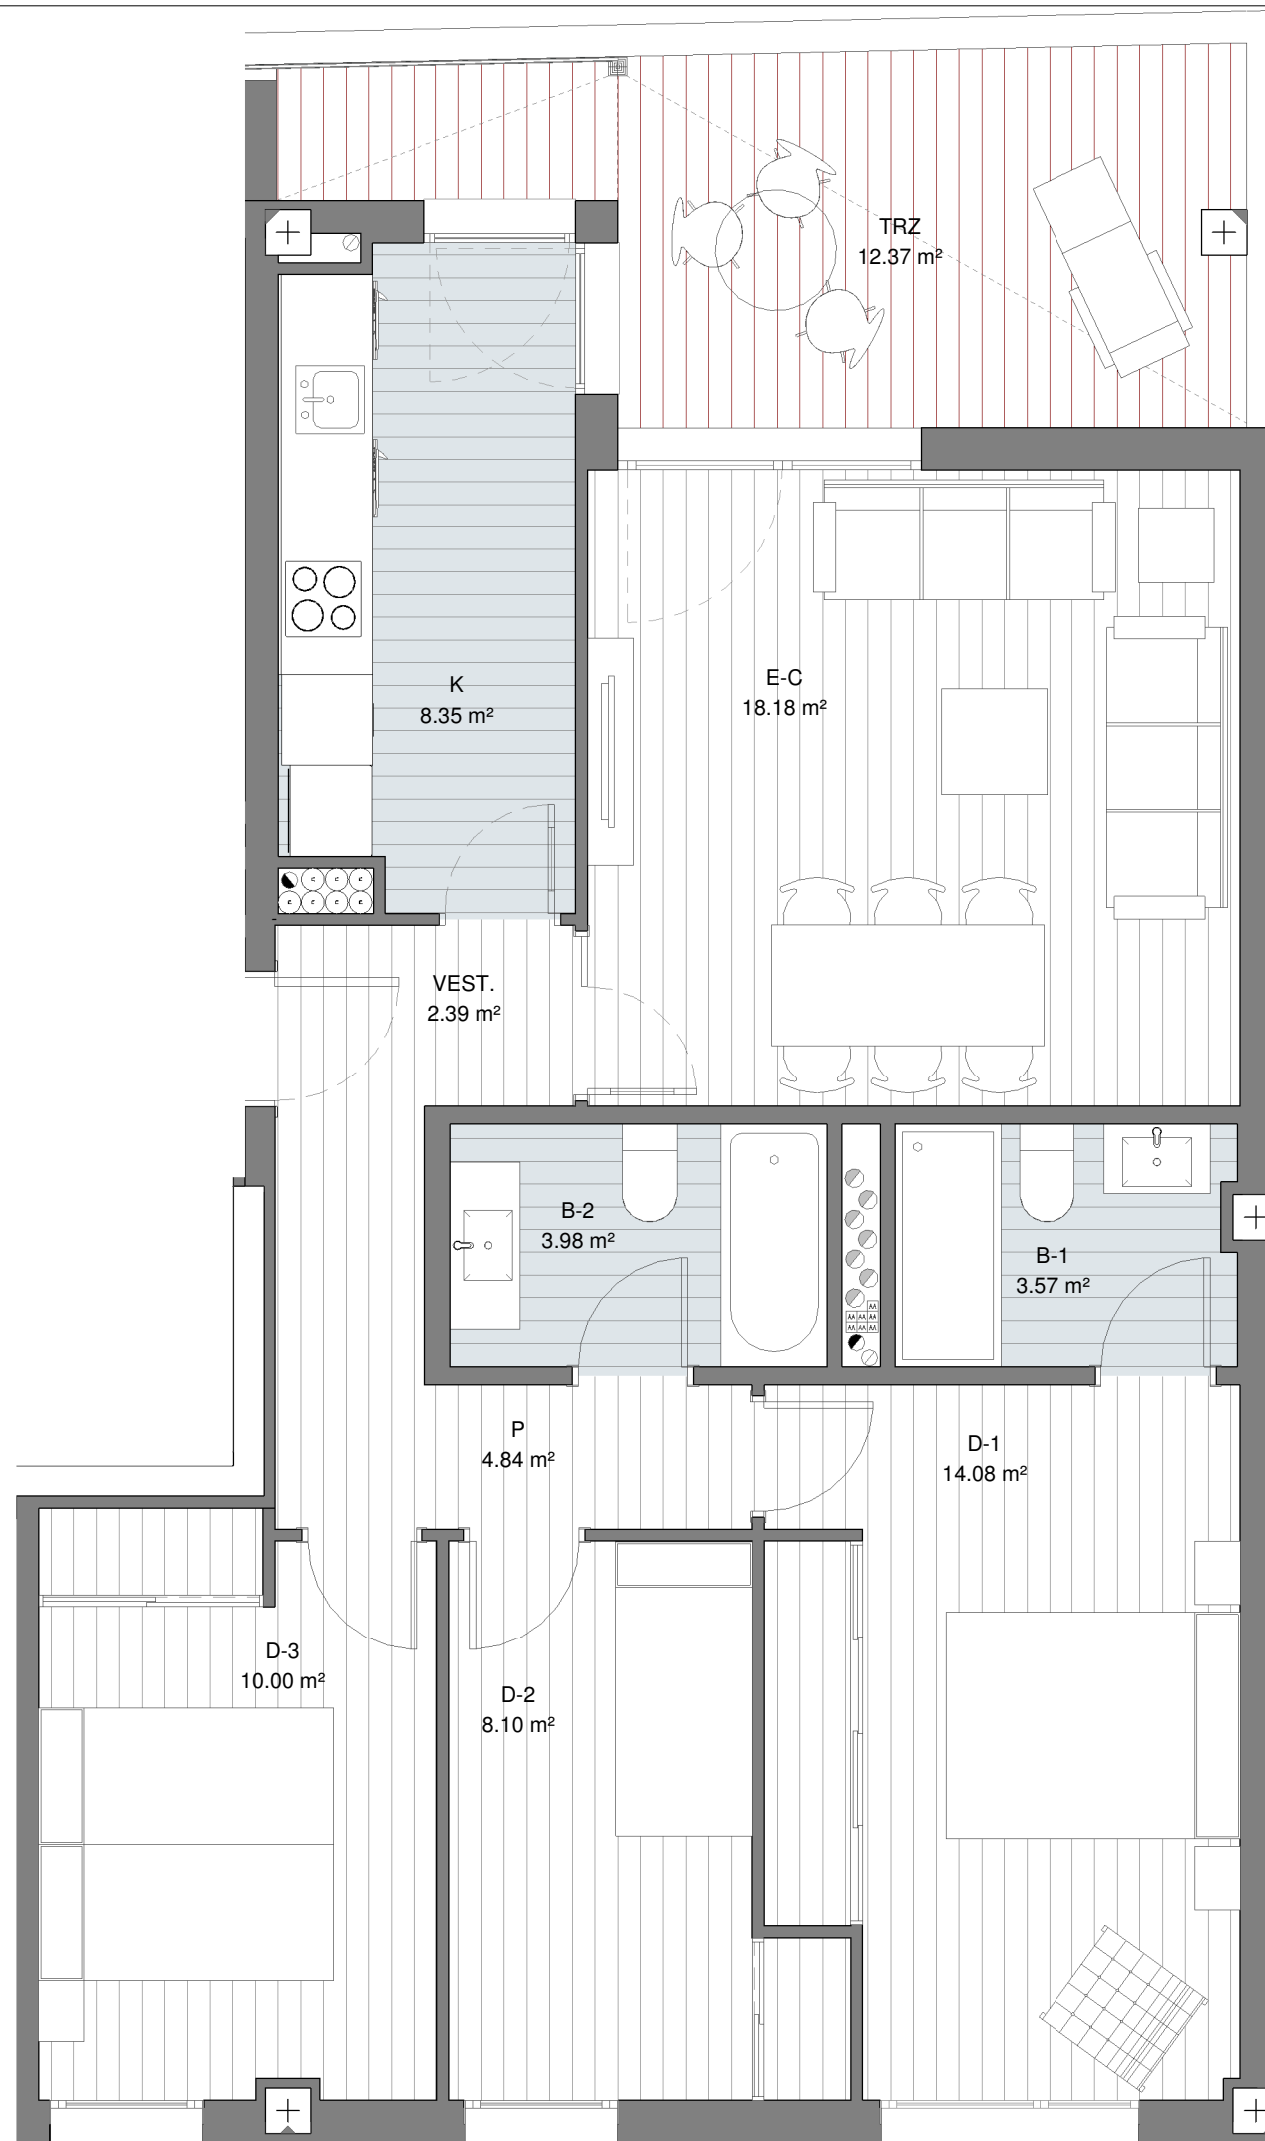 TRZ
12.37 m²
K
8.35 m²
E-C
18.18 m²
VEST.
2.39 m²
B-2
3.98 m²
B-1
3.57 m²
P
4.84 m²
D-1
14.08 m²
D-3
10.00 m²
D-2
8.10 m²